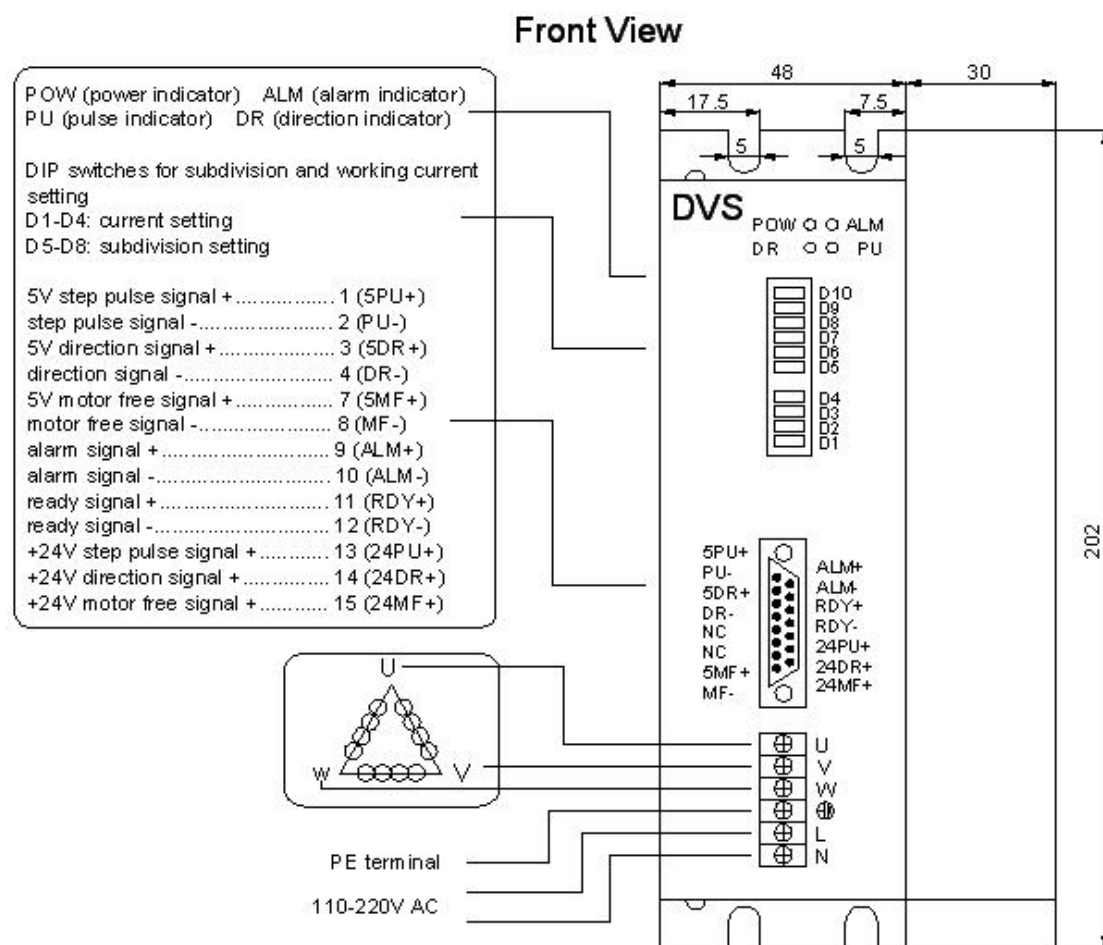 Front View
POW (power indicator) ALM (alarm indicator)
PU (pulse indicator) DR (direction indicator)
DIP switches for subdivision and working current
setting
D1-D4: current setting
D5-D8: subdivision setting
5V step pulse signal +................. 1 (5PU+)
step pulse signal -....................... 2 (PU-)
5V direction signal +.................... 3 (5DR+)
direction signal -......................... 4 (DR-)
5V motor free signal +.................. 7 (5MF+)
motor free signal -....................... 8 (MF-)
alarm signal +............................ 9 (ALM+)
alarm signal -............................. 10 (ALM-)
ready signal +............................ 11 (RDY+)
ready signal -............................. 12 (RDY-)
+24V step pulse signal +............ 13 (24PU+)
+24V direction signal +............. 14 (24DR+)
+24V motor free signal +............ 15 (24MF+)
U
W
V
PE terminal
110-220V AC
48
30
17.5
7.5
5
5
202
DVS
POW ALM
DR PU
D10
D9
D8
D7
D6
D5
D4
D3
D2
D1
5PU+
PU-
5DR+
DR-
NC
NC
5MF+
MF-
ALM+
ALM-
RDY+
RDY-
24PU+
24DR+
24MF+
U
V
W
L
N